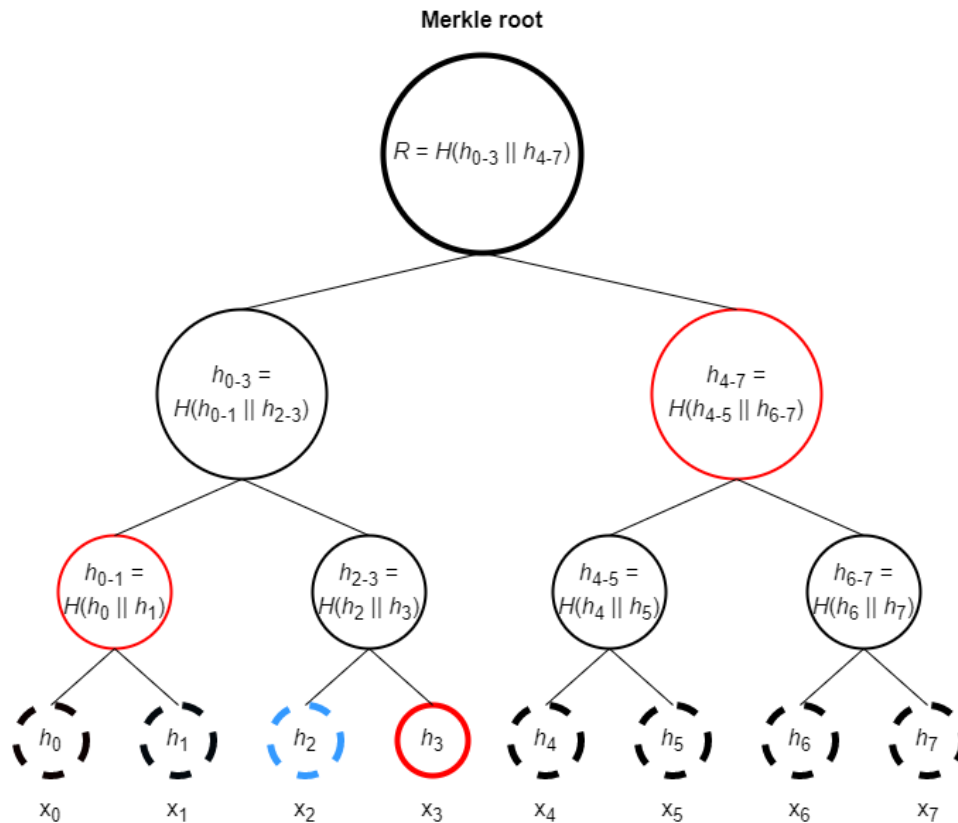 Merkle root
R = H(h₀₋₃ || h₄₋₇)
h₀₋₃ =
H(h₀₋₁ || h₂₋₃)
h₄₋₇ =
H(h₄₋₅ || h₆₋₇)
h₀₋₁ =
H(h₀ || h₁)
h₂₋₃ =
H(h₂ || h₃)
h₄₋₅ =
H(h₄ || h₅)
h₆₋₇ =
H(h₆ || h₇)
h₀ h₁ h₂ h₃ h₄ h₅ h₆ h₇
x₀ x₁ x₂ x₃ x₄ x₅ x₆ x₇